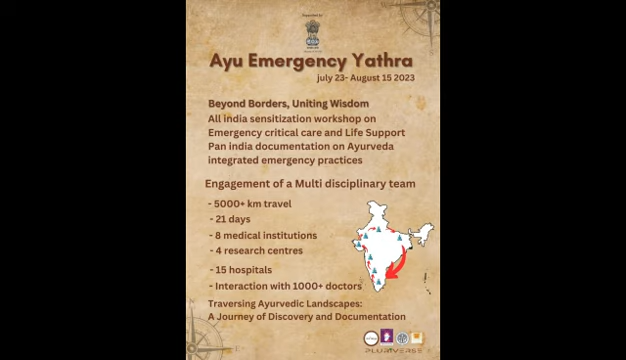 Supported by
Ayu Emergency Yathra
july 23- August 15 2023
Beyond Borders, Uniting Wisdom
All india sensitization workshop on
Emergency critical care and Life Support
Pan india documentation on Ayurveda
integrated emergency practices
Engagement of a Multi disciplinary team
- 5000+ km travel
- 21 days
- 8 medical institutions
- 4 research centres
- 15 hospitals
- Interaction with 1000+ doctors
Traversing Ayurvedic Landscapes:
A Journey of Discovery and Documentation
PLURIVERSE